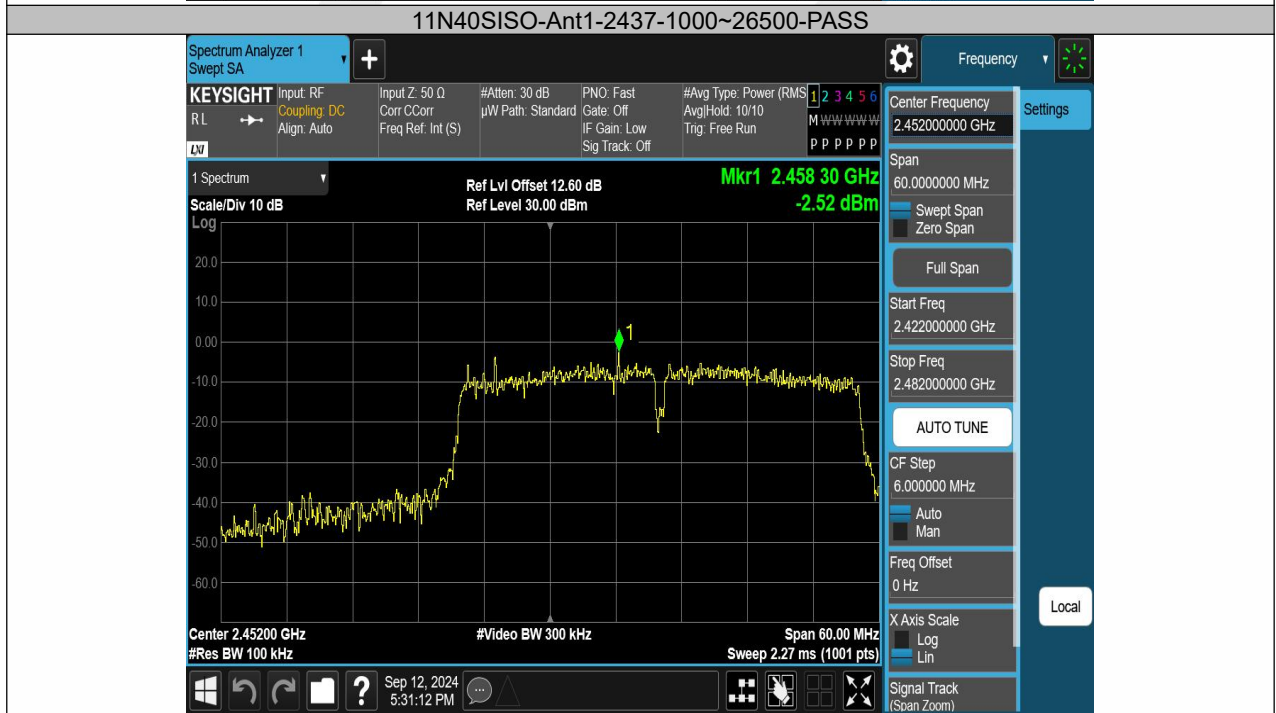 11N40SISO-Ant1-2437-1000~26500-PASS
Spectrum Analyzer 1
Swept SA
+
Frequency
KEYSIGHT
RL
LXI
Input: RF
Coupling: DC
Align: Auto
Input Z: 50 Ω
Corr CCorr
Freq Ref: Int (S)
#Atten: 30 dB
µW Path: Standard
PNO: Fast
Gate: Off
IF Gain: Low
Sig Track: Off
#Avg Type: Power (RMS
Avg|Hold: 10/10
Trig: Free Run
1 2 3 4 5 6
M W W W W W
P P P P P P
1 Spectrum
Scale/Div 10 dB
Log
Ref Lvl Offset 12.60 dB
Ref Level 30.00 dBm
Mkr1 2.458 30 GHz
-2.52 dBm
20.0
10.0
0.00
-10.0
-20.0
-30.0
-40.0
-50.0
-60.0
1
Center 2.45200 GHz
#Res BW 100 kHz
#Video BW 300 kHz
Span 60.00 MHz
Sweep 2.27 ms (1001 pts)
Center Frequency
2.452000000 GHz
Settings
Span
60.0000000 MHz
Swept Span
Zero Span
Full Span
Start Freq
2.422000000 GHz
Stop Freq
2.482000000 GHz
AUTO TUNE
CF Step
6.000000 MHz
Auto
Man
Freq Offset
0 Hz
X Axis Scale
Log
Lin
Local
Signal Track
(Span Zoom)
?
Sep 12, 2024
5:31:12 PM